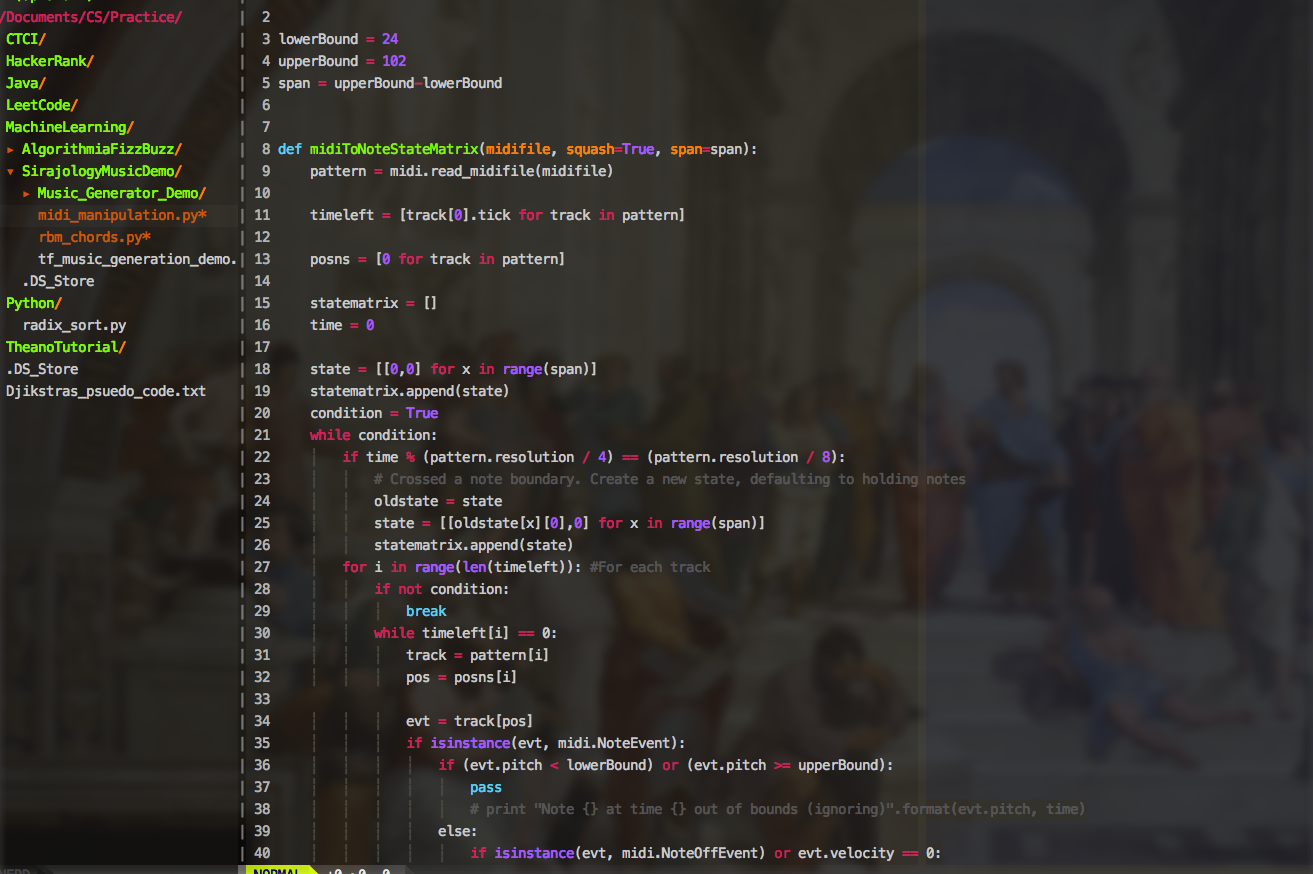 /Documents/CS/Practice/
CTCI/
HackerRank/
Java/
LeetCode/
MachineLearning/
▸ AlgorithmiaFizzBuzz/
▾ SirajologyMusicDemo/
▸ Music_Generator_Demo/
midi_manipulation.py*
rbm_chords.py*
tf_music_generation_demo.
.DS_Store
Python/
radix_sort.py
TheanoTutorial/
.DS_Store
Djikstras_psuedo_code.txt
2
3 lowerBound = 24
4 upperBound = 102
5 span = upperBound-lowerBound
6
7
8 def midiToNoteStateMatrix(midifile, squash=True, span=span):
9     pattern = midi.read_midifile(midifile)
10
11     timeleft = [track[0].tick for track in pattern]
12
13     posns = [0 for track in pattern]
14
15     statematrix = []
16     time = 0
17
18     state = [[0,0] for x in range(span)]
19     statematrix.append(state)
20     condition = True
21     while condition:
22         if time % (pattern.resolution / 4) == (pattern.resolution / 8):
23             # Crossed a note boundary. Create a new state, defaulting to holding notes
24             oldstate = state
25             state = [[oldstate[x][0],0] for x in range(span)]
26             statematrix.append(state)
27         for i in range(len(timeleft)): #For each track
28             if not condition:
29                 break
30             while timeleft[i] == 0:
31                 track = pattern[i]
32                 pos = posns[i]
33
34                 evt = track[pos]
35                 if isinstance(evt, midi.NoteEvent):
36                     if (evt.pitch < lowerBound) or (evt.pitch >= upperBound):
37                         pass
38                         # print "Note {} at time {} out of bounds (ignoring)".format(evt.pitch, time)
39                     else:
40                         if isinstance(evt, midi.NoteOffEvent) or evt.velocity == 0:
NORMAL